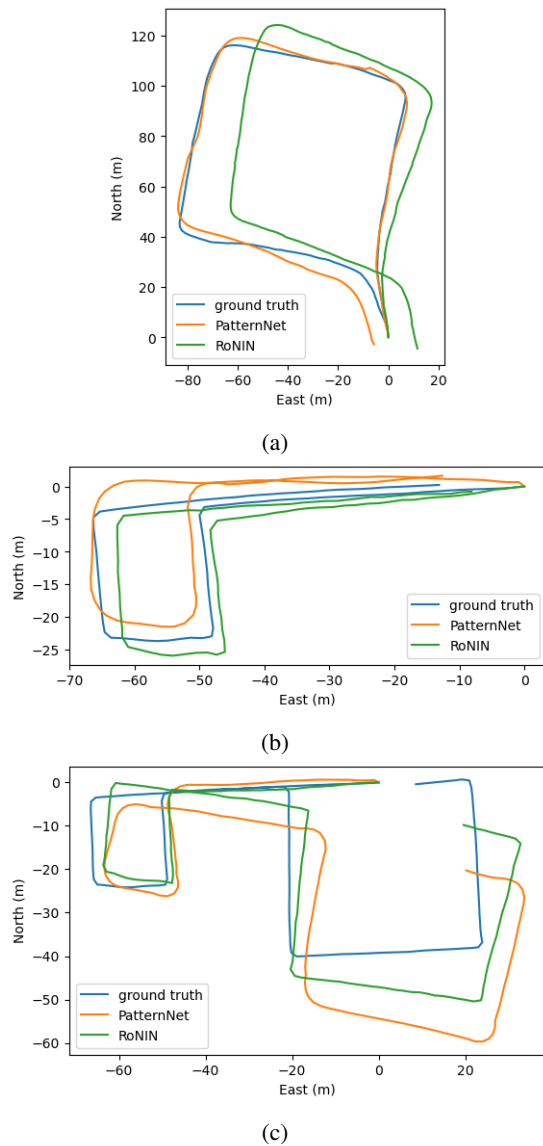 120
100
80
60
40
20
0
North (m)
ground truth
PatternNet
RoNIN
−80 −60 −40 −20 0 20
East (m)
(a)
0
−5
−10
−15
−20
−25
North (m)
ground truth
PatternNet
RoNIN
−70 −60 −50 −40 −30 −20 −10 0
East (m)
(b)
0
−10
−20
−30
−40
−50
−60
North (m)
ground truth
PatternNet
RoNIN
−60 −40 −20 0 20
East (m)
(c)